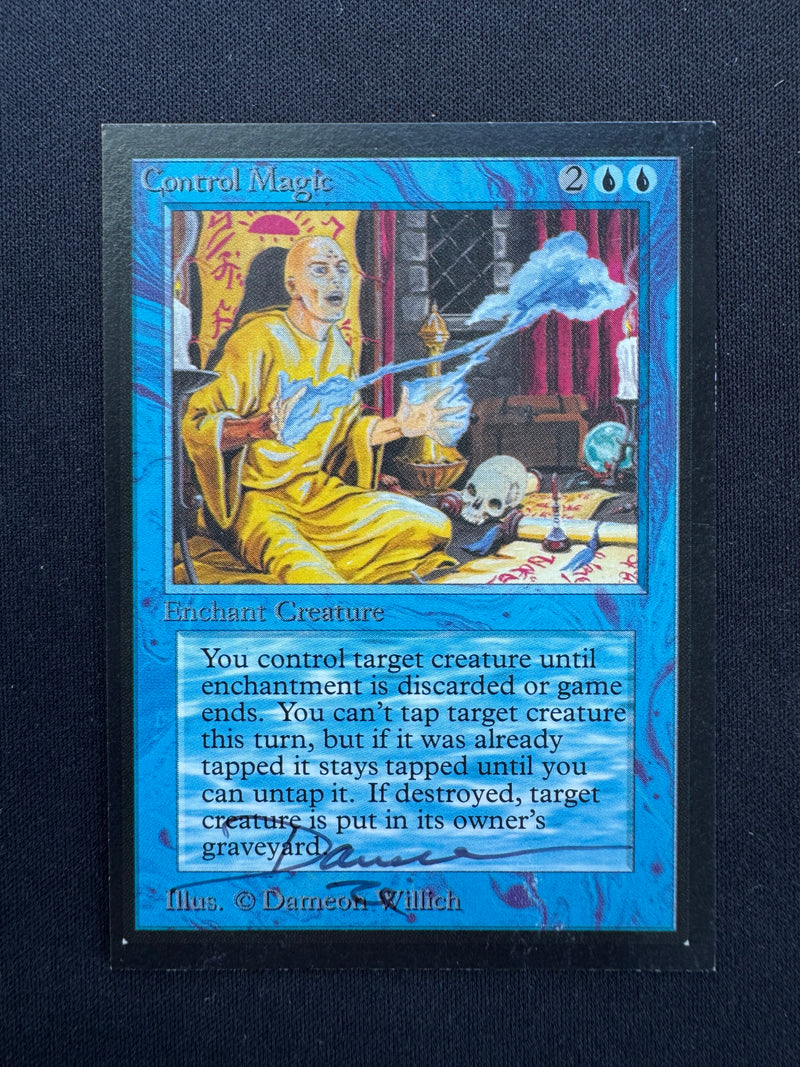 Control Magic 2
Enchant Creature
You control target creature until
enchantment is discarded or game
ends. You can't tap target creature
this turn, but if it was already
tapped it stays tapped until you
can untap it. If destroyed, target
creature is put in its owner's
graveyard.
Illus. © Dameon Willich